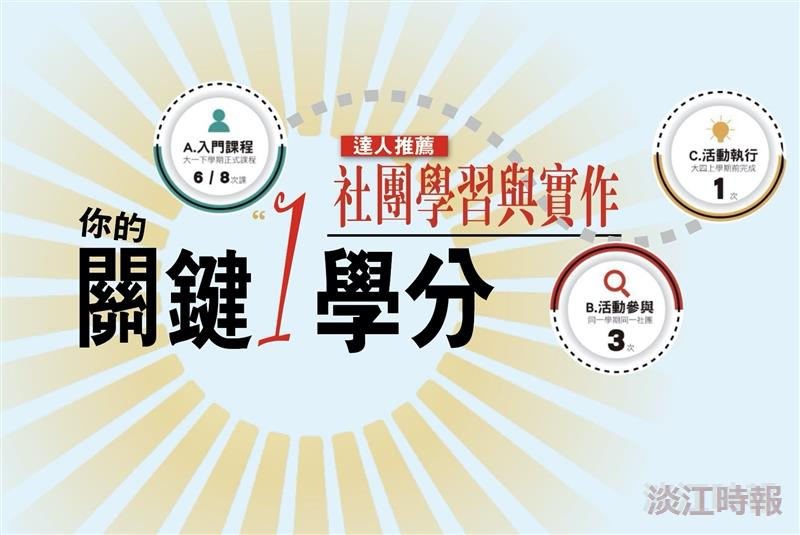 A.入門課程
大一下學期正式課程
6 / 8次課
達人推薦
社團學習與實作
C.活動執行
大四上學期前完成
1次
你的
關鍵“1學分
B.活動參與
同一學期同一社團
3次
淡江時報